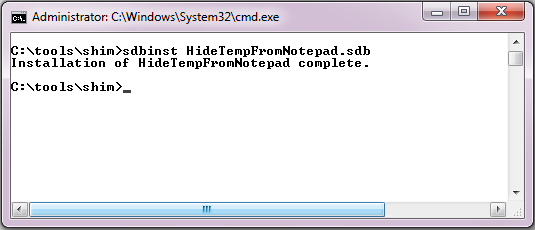 Administrator: C:\Windows\System32\cmd.exe
C:\tools\shim>sdbinst HideTempFromNotepad.sdb
Installation of HideTempFromNotepad complete.
C:\tools\shim>_